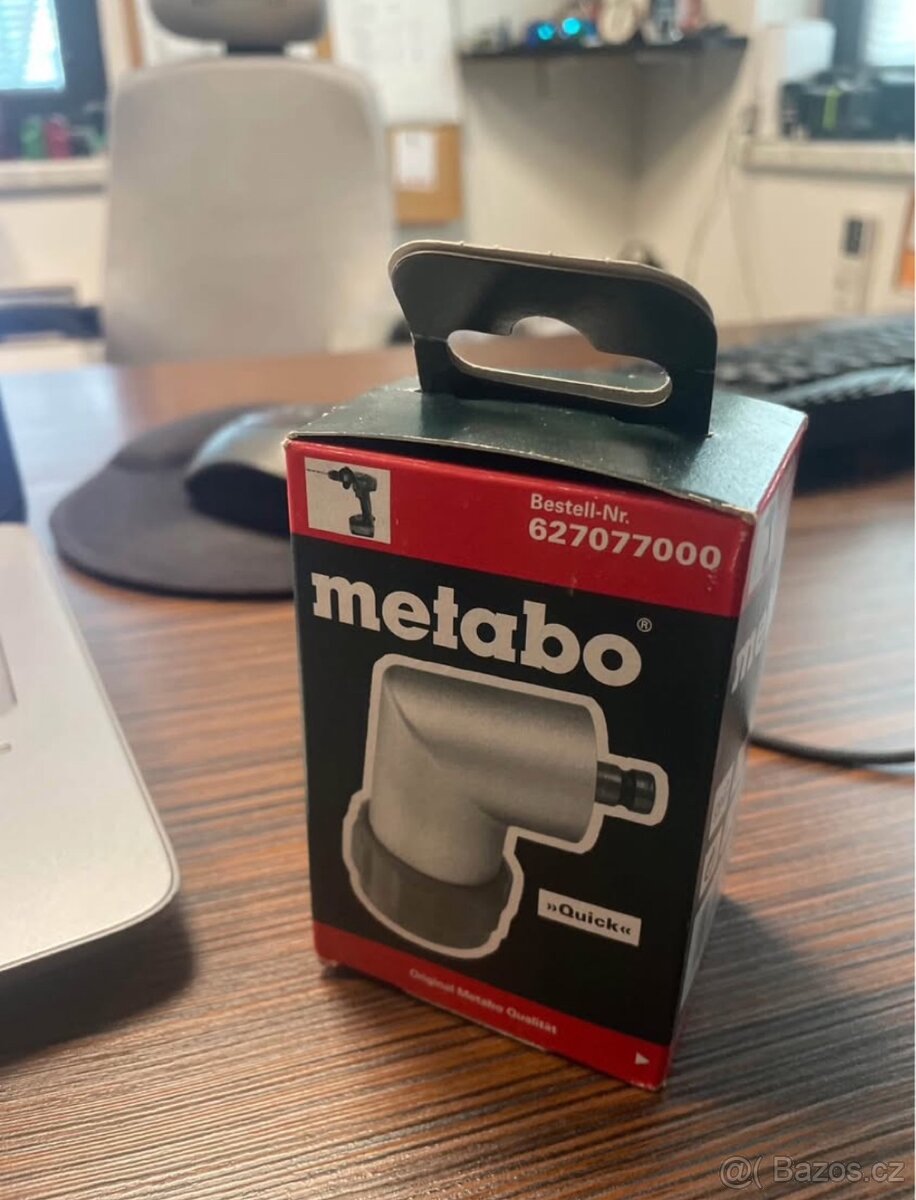 Bestell-Nr.
627077000
metabo®
»Quick«
Original Metabo Qualität
@( Bazos.cz